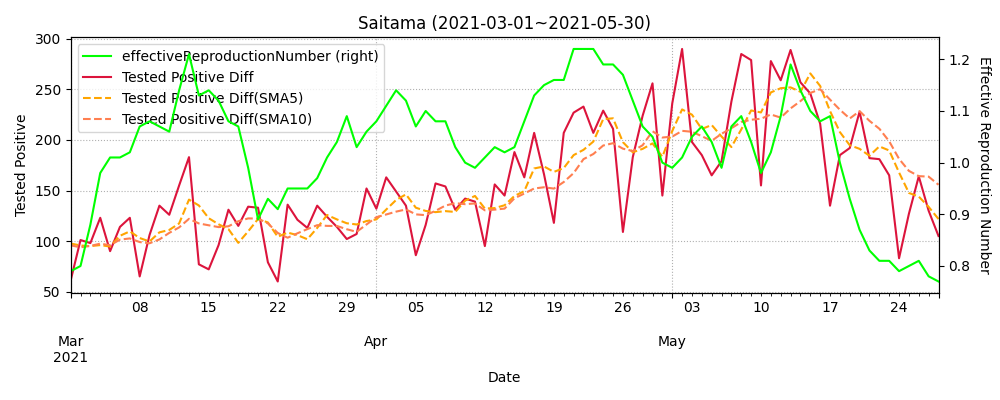 Saitama (2021-03-01~2021-05-30)
effectiveReproductionNumber (right)
Tested Positive Diff
Tested Positive Diff(SMA5)
Tested Positive Diff(SMA10)
Tested Positive
300
250
200
150
100
50
1.2
1.1
1.0
0.9
0.8
Effective Reproduction Number
08 15 22 29 05 12 19 26 03 10 17 24
Mar Apr May
2021
Date